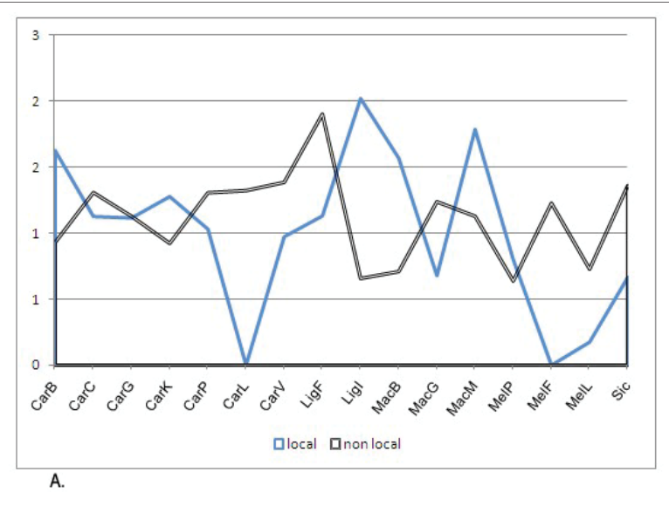 3
2
2
1
1
0
CarB CarC CarG CarK CarP CarL CarV LigF LigI MacB MacG MacM MelP MelF MelL Sic
local non local
A.